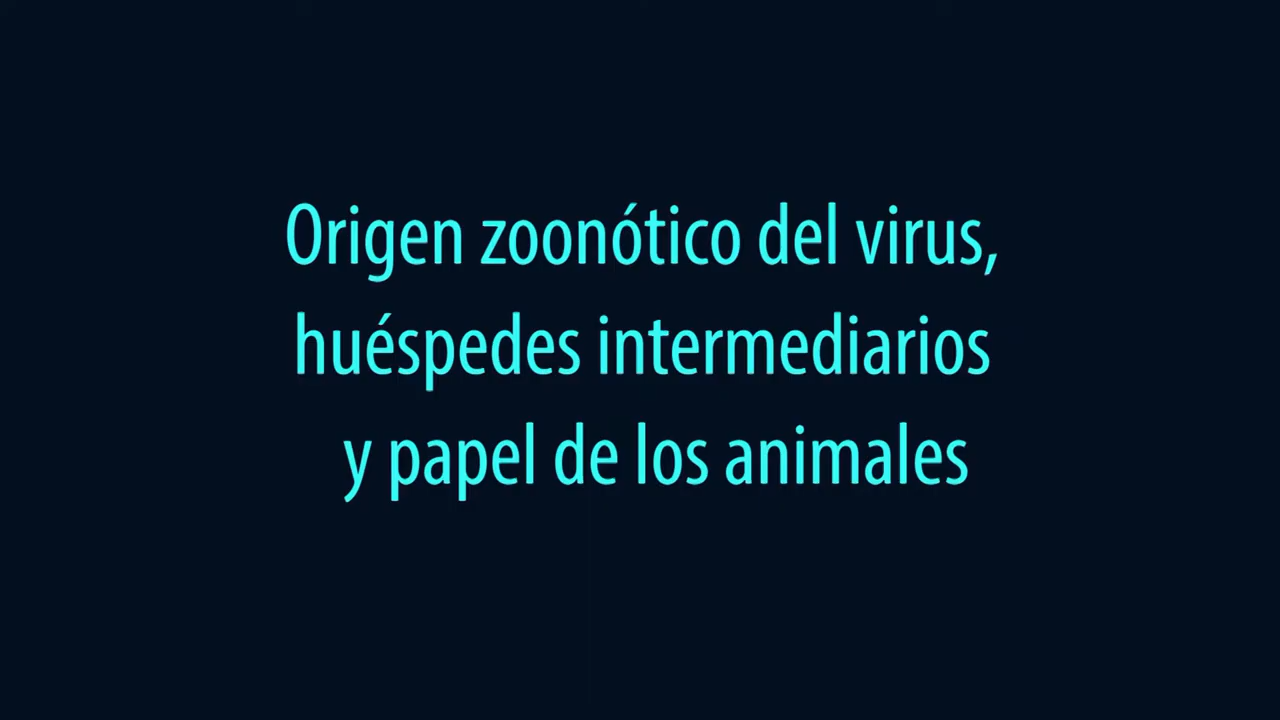 Origen zoonótico del virus,
huéspedes intermediarios
y papel de los animales